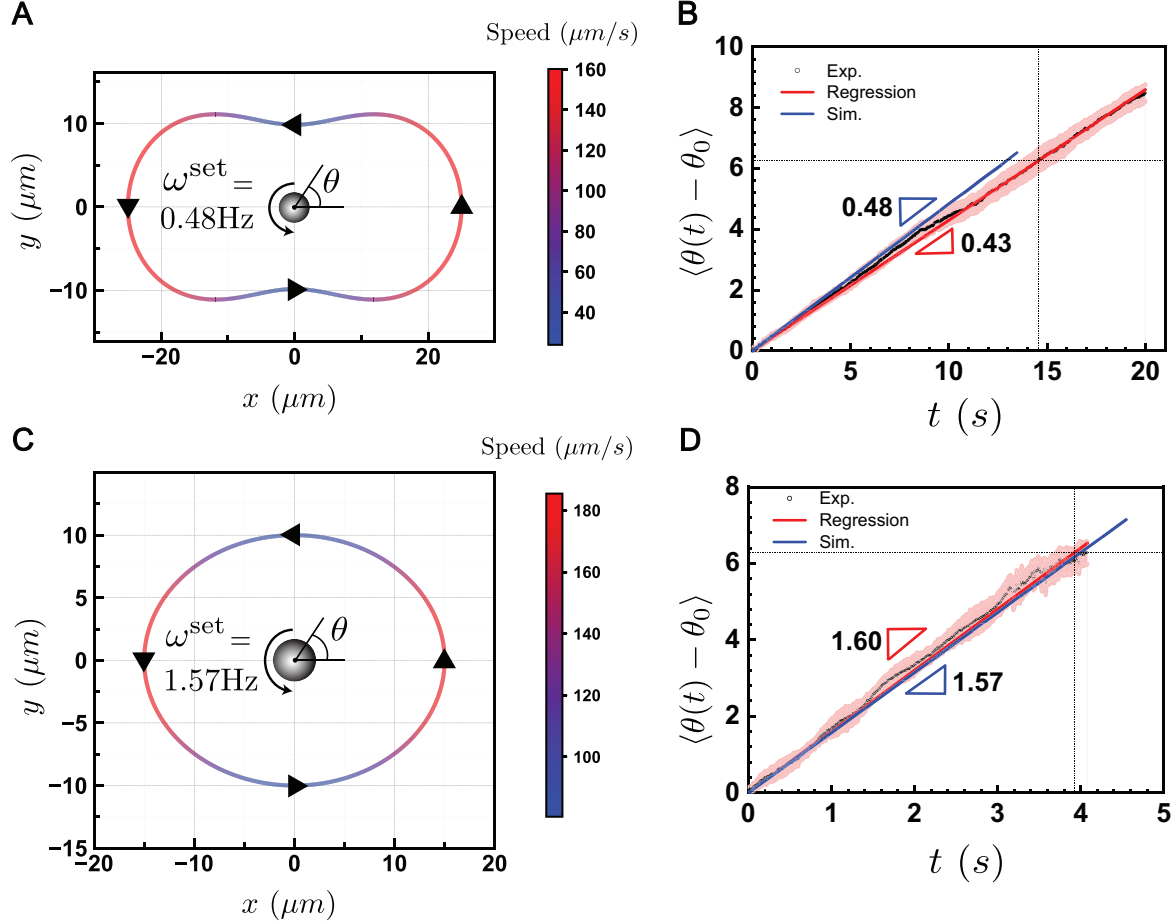 A
Speed (μm/s)
160
140
120
100
80
60
40
10
0
−10
y (μm)
ω^set =
0.48Hz
θ
−20
0
20
x (μm)
B
Exp.
Regression
Sim.
8
6
4
2
0
⟨θ(t) − θ₀⟩
0.48
0.43
0
5
10
15
20
t (s)
C
Speed (μm/s)
180
160
140
120
100
10
5
0
−5
−10
−15
y (μm)
ω^set =
1.57Hz
θ
−20
−10
0
10
20
x (μm)
D
Exp.
Regression
Sim.
8
6
4
2
0
⟨θ(t) − θ₀⟩
1.60
1.57
0
1
2
3
4
5
t (s)